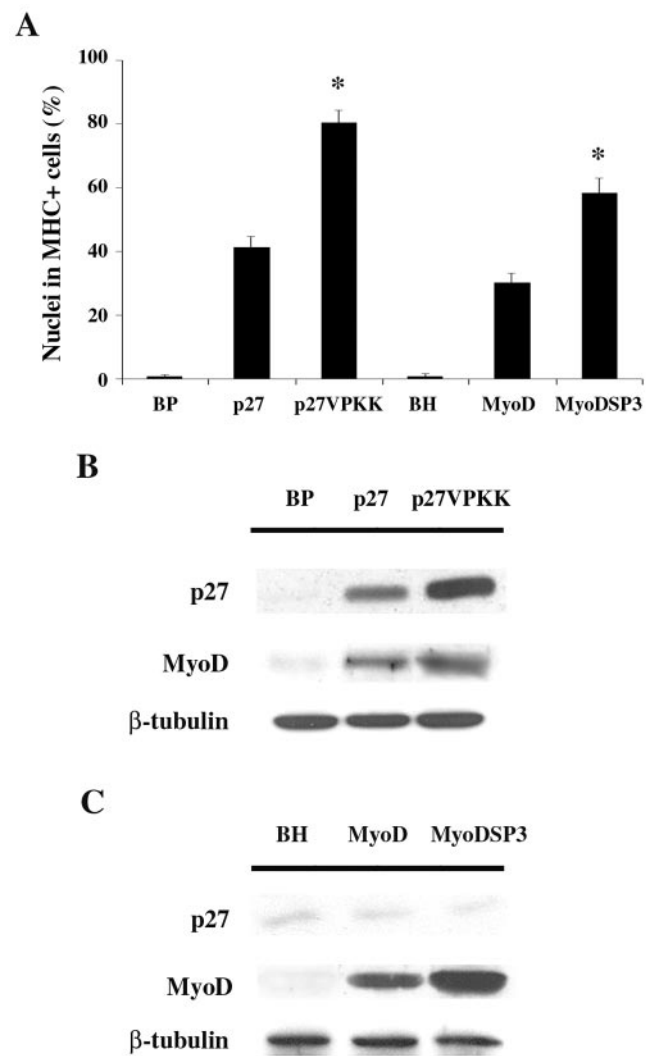 A
Nuclei in MHC+ cells (%)
100
80
60
40
20
0
*
*
BP p27 p27VPKK BH MyoD MyoDSP3
B
BP p27 p27VPKK
p27
MyoD
β-tubulin
C
BH MyoD MyoDSP3
p27
MyoD
β-tubulin